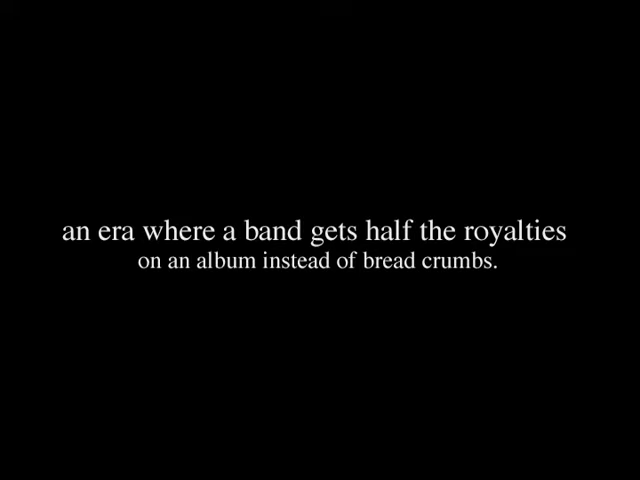 an era where a band gets half the royalties
on an album instead of bread crumbs.